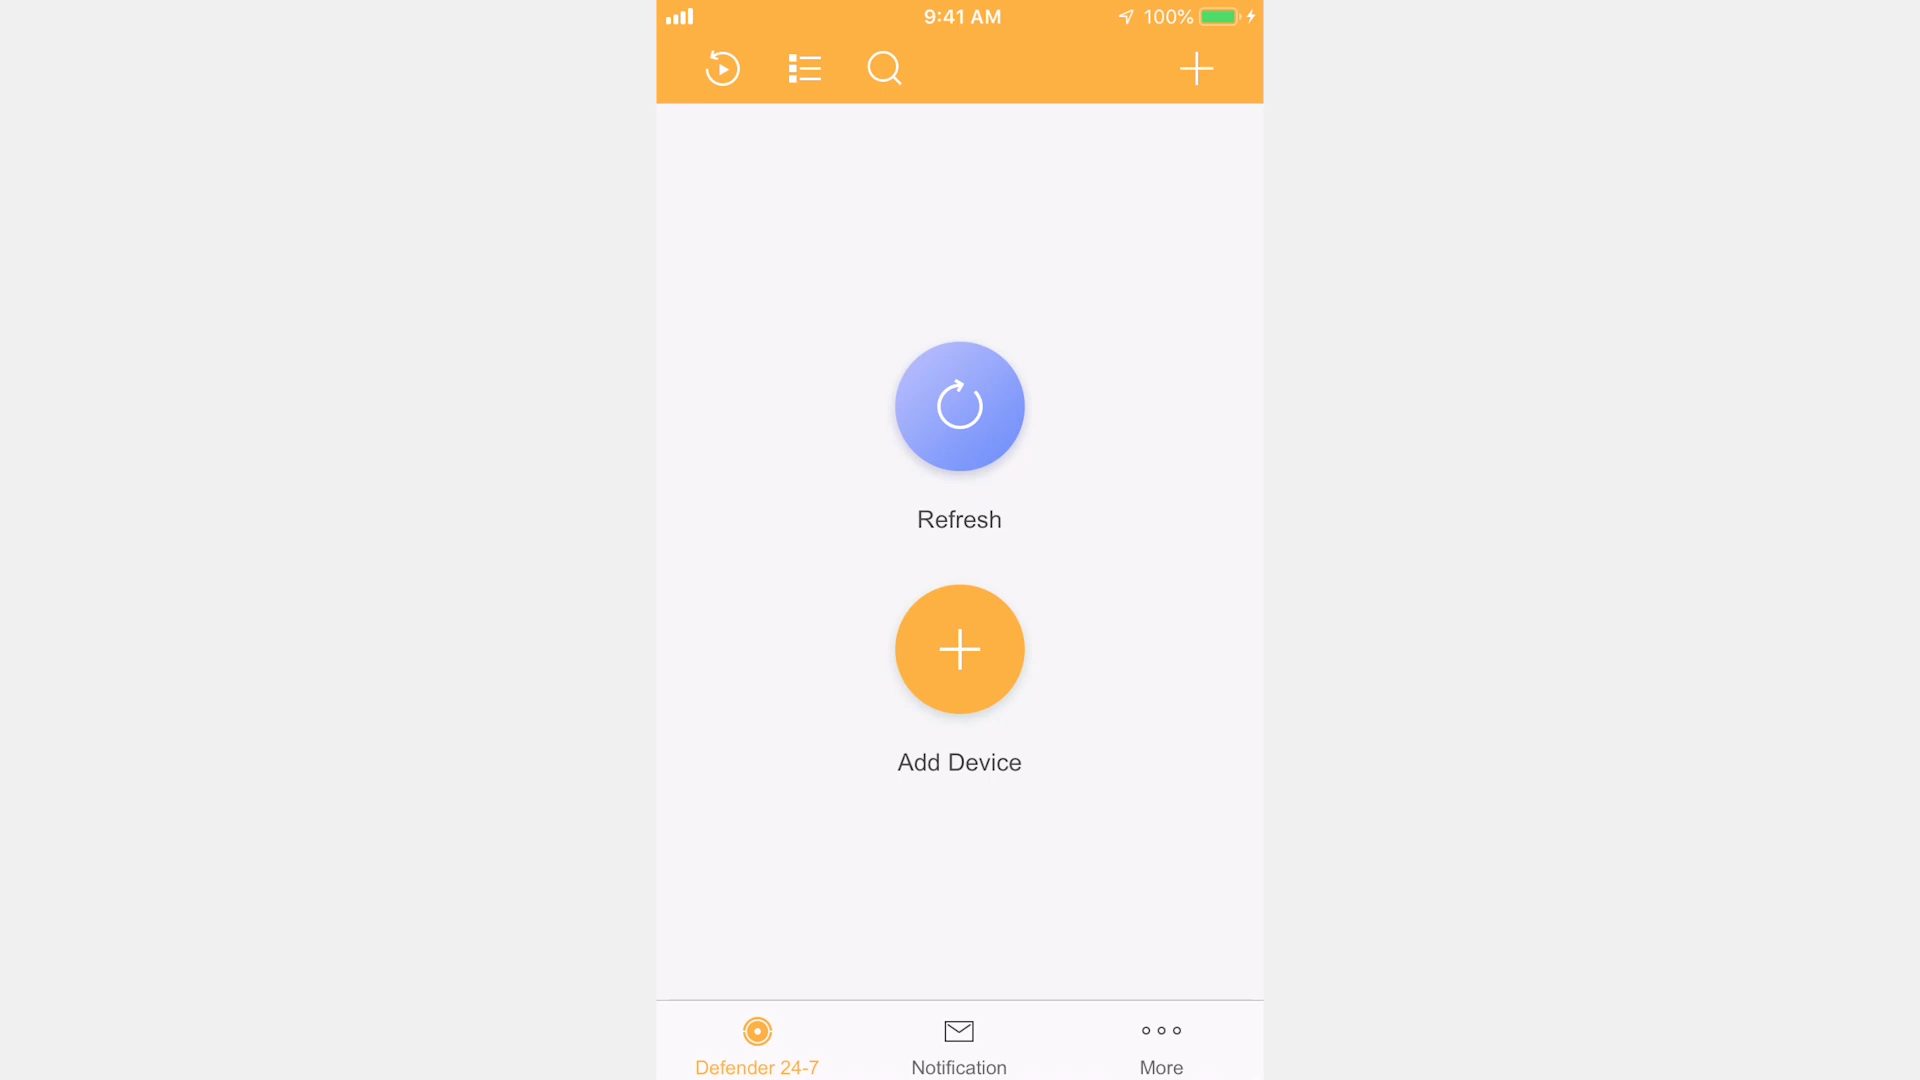 9:41 AM
100%
Refresh
Add Device
Defender 24-7
Notification
More